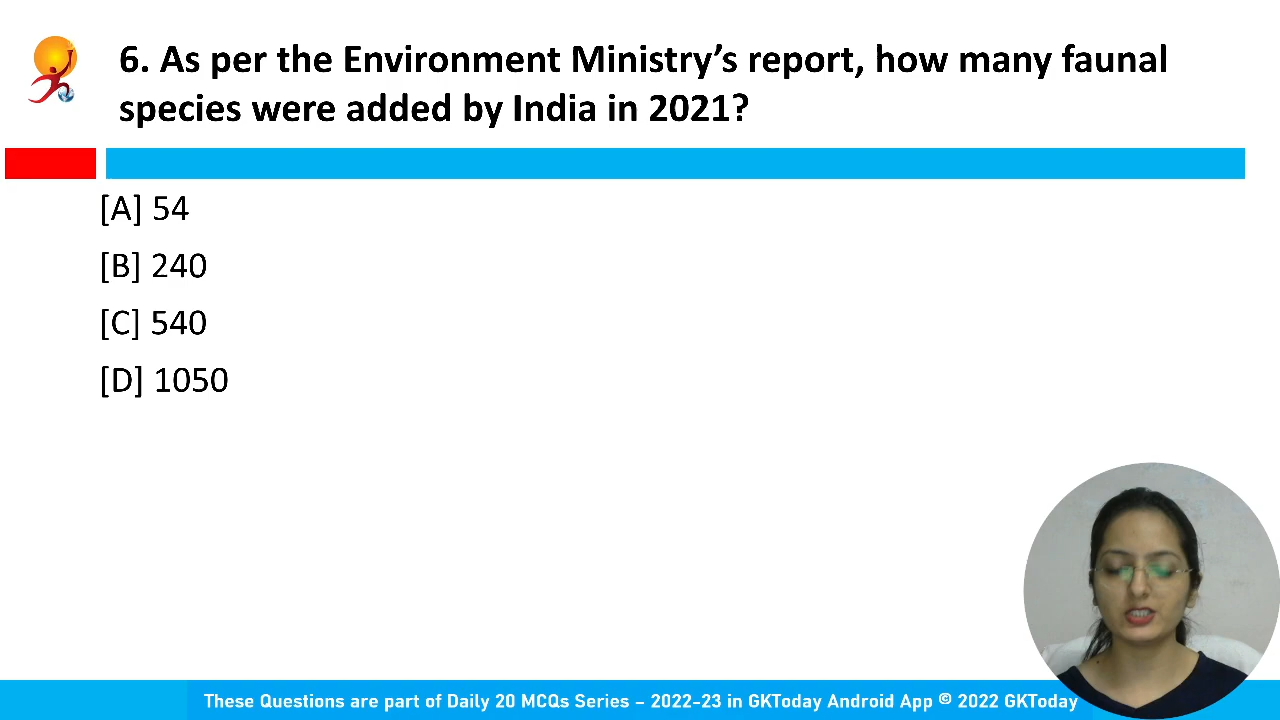 6. As per the Environment Ministry’s report, how many faunal
species were added by India in 2021?
[A] 54
[B] 240
[C] 540
[D] 1050
These Questions are part of Daily 20 MCQs Series – 2022-23 in GKToday Android App © 2022 GKToday